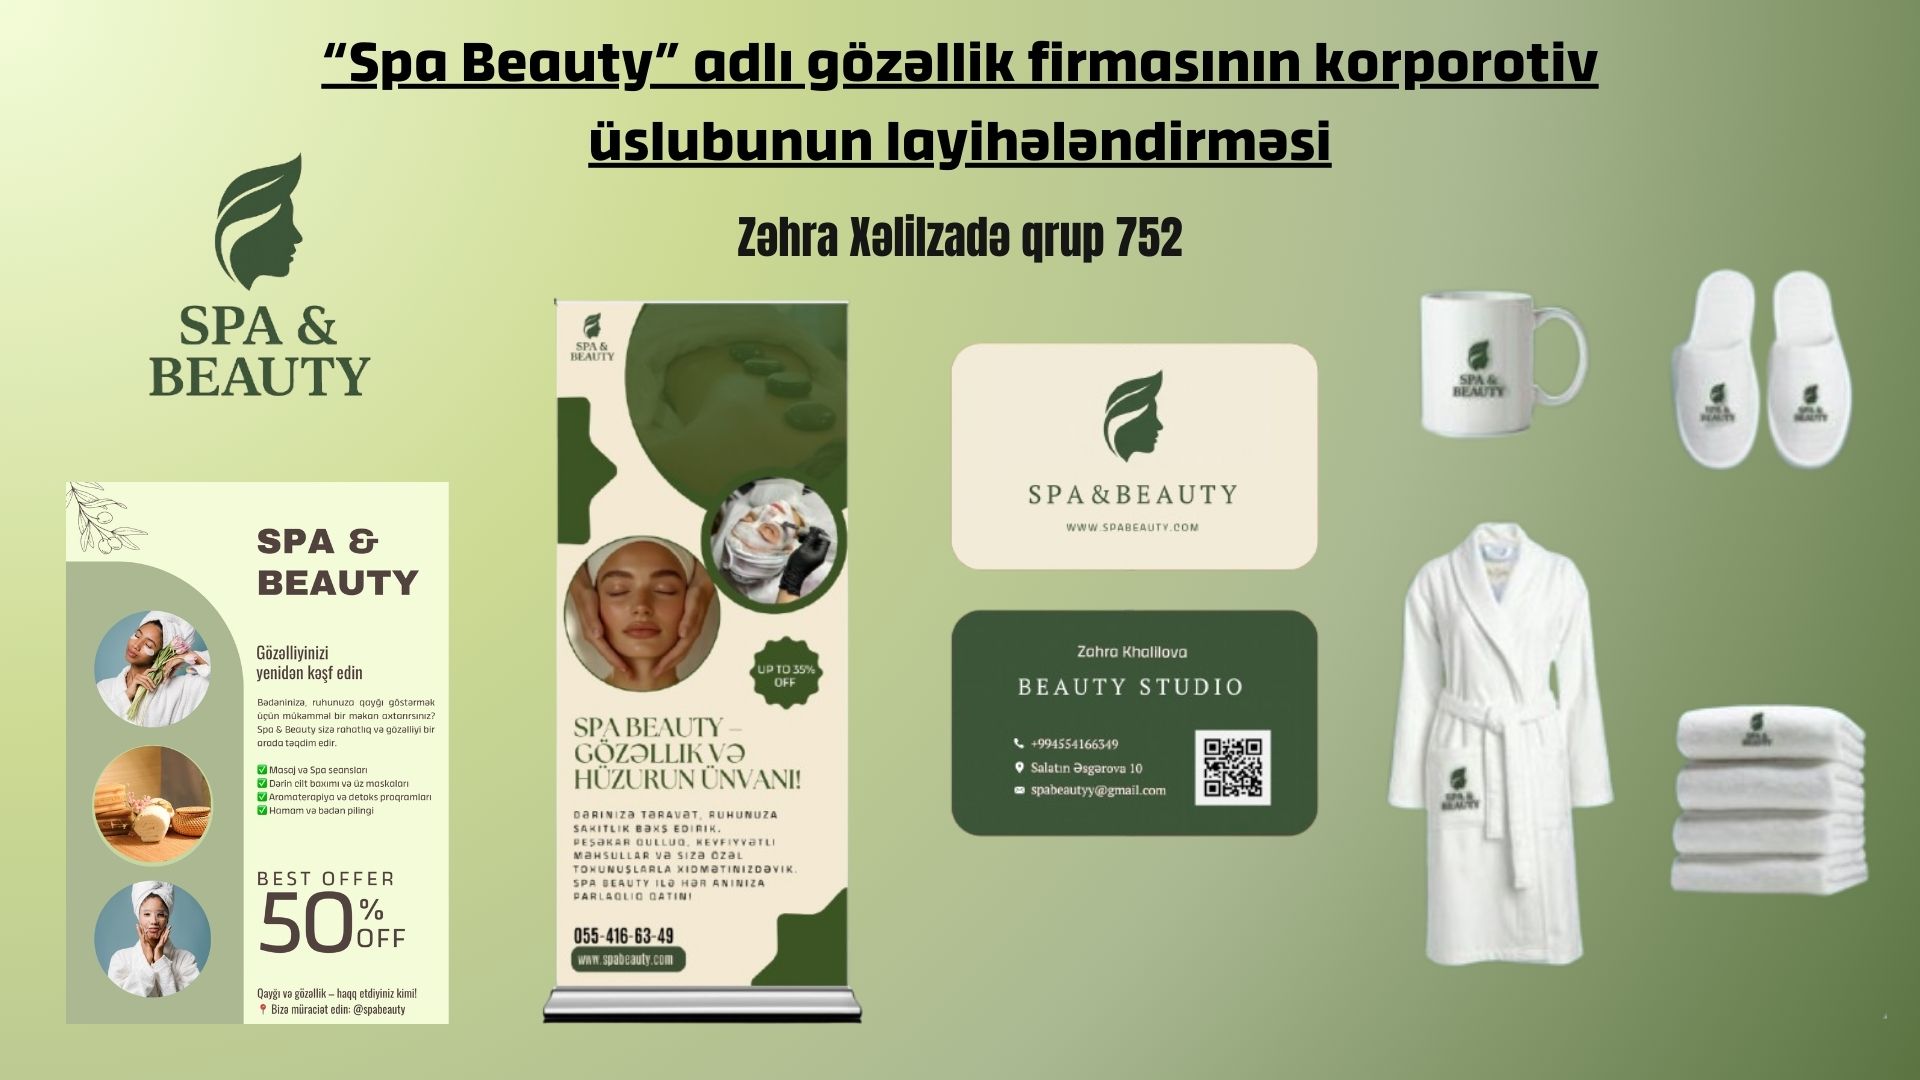 “Spa Beauty” adlı gözəllik firmasının korporotiv
üslubunun layihələndirməsi
Zəhra Xəlilzadə qrup 752
SPA &
BEAUTY
SPA &
BEAUTY
Gözəlliyinizi
yenidən kəşf edin
Bədəninizə, ruhunuza qayğı göstərmək
üçün mükəmməl bir məkan axtarırsınız?
Spa & Beauty sizə rahatlıq və gözəlliyi bir
arada təqdim edir.
✅ Masaj və Spa seansları
✅ Dərin cilt baxımı və üz maskaları
✅ Aromaterapiya və detoks proqramları
✅ Hamam və bədən pilinqi
BEST OFFER
50%
OFF
Qayğı və gözəllik – haqq etdiyiniz kimi!
📍 Bizə müraciət edin: @spabeauty
SPA &
BEAUTY
UP TO 35%
OFF
SPA BEAUTY –
GÖZƏLLIK VƏ
HÜZURUN ÜNVANI!
DƏRINIZƏ TƏRAVƏT, RUHUNUZA
SAKITLIK BƏXŞ EDIRIK.
PEŞƏKAR QULLUQ, KEYFIYYƏTLI
MƏHSULLAR VƏ SIZƏ ÖZƏL
TOXUNUŞLARLA XIDMƏTINIZDƏYIK.
SPA BEAUTY ILƏ HƏR ANINIZA
PARLAQLIQ QATIN!
055-416-63-49
www.spabeauty.com
SPA&BEAUTY
WWW.SPABEAUTY.COM
Zahra Khalilova
BEAUTY STUDIO
+994554166349
Salatın Əsgərova 10
spabeautyy@gmail.com
SPA &
BEAUTY
SPA &
BEAUTY
SPA &
BEAUTY
SPA &
BEAUTY
SPA &
BEAUTY